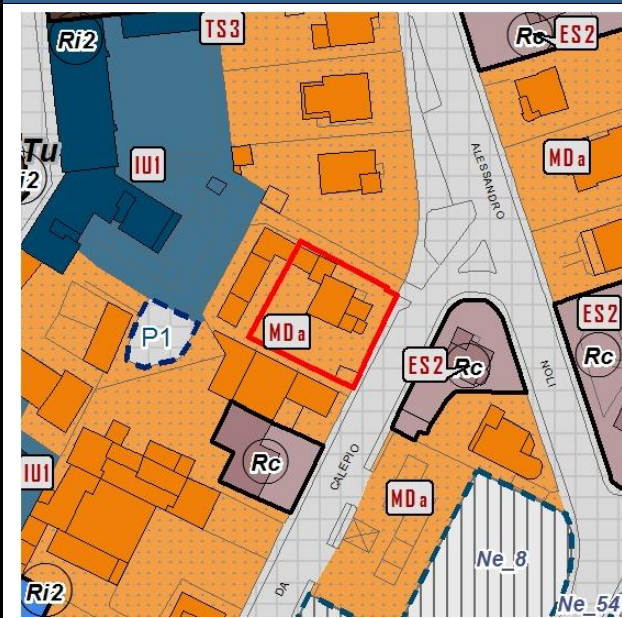 Ri2
TS3
Rc
ES2
Tu
i2
IU1
ALESSANDRO
MDa
P1
MDa
ES2
Rc
ES2
Rc
NOLI
Rc
CALEPIO
IU1
MDa
Ne_8
Ri2
DA
Ne_54